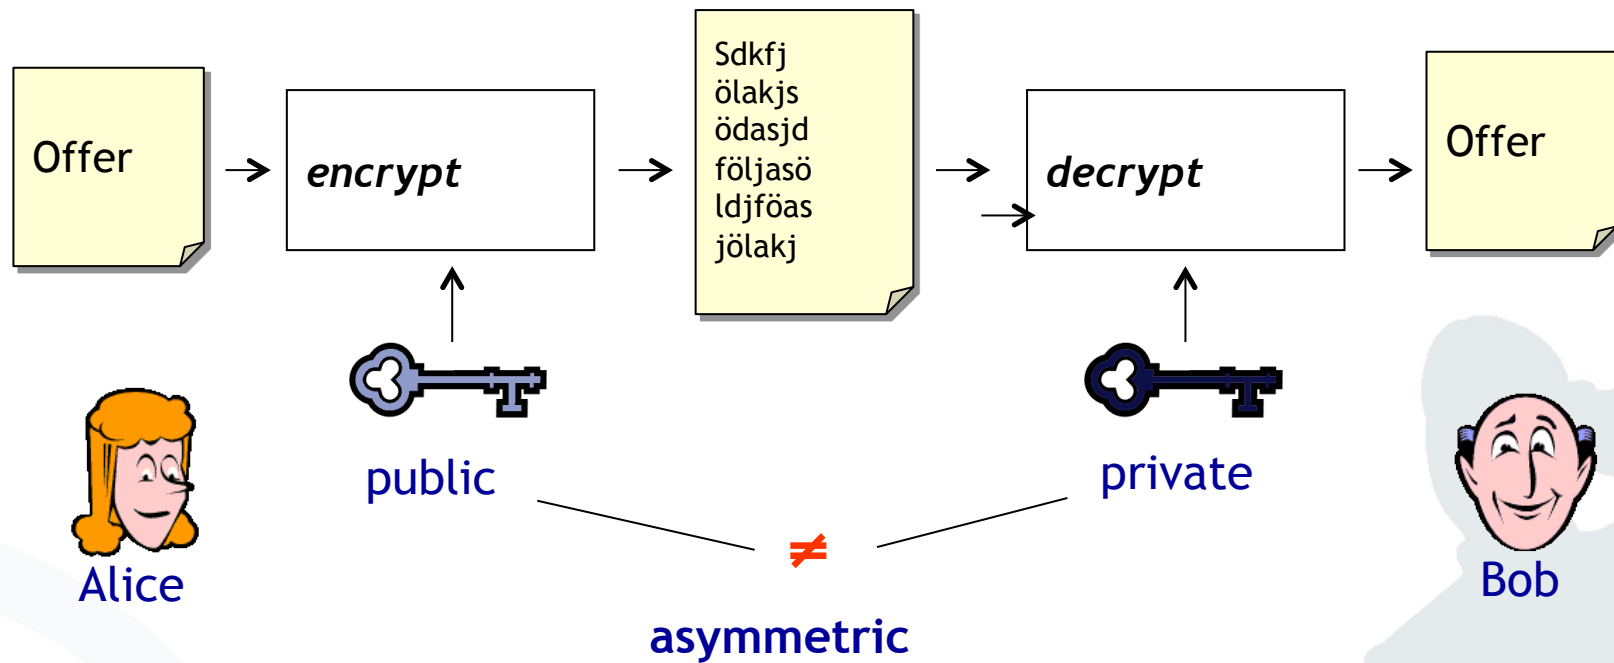 Offer
encrypt
Sdkfj
ölakjs
ödasjd
följasö
ldjföas
jölakj
decrypt
Offer
public
private
Alice
≠
Bob
asymmetric